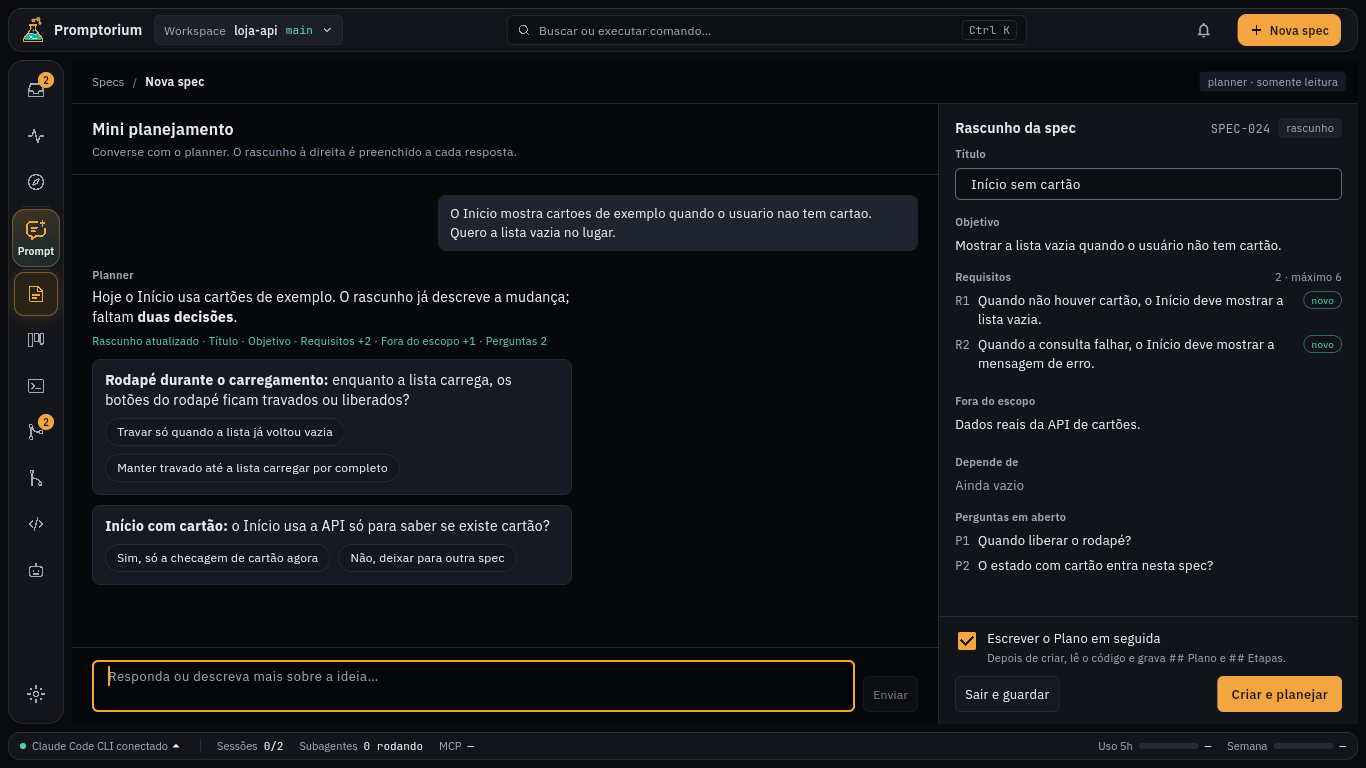 Promptorium
Workspace loja-api main
Buscar ou executar comando...
Ctrl K
+ Nova spec
2
Prompt
2
Specs / Nova spec
planner · somente leitura
Mini planejamento
Converse com o planner. O rascunho à direita é preenchido a cada resposta.
O Inicio mostra cartoes de exemplo quando o usuario nao tem cartao.
Quero a lista vazia no lugar.
Planner
Hoje o Início usa cartões de exemplo. O rascunho já descreve a mudança;
faltam duas decisões.
Rascunho atualizado · Título · Objetivo · Requisitos +2 · Fora do escopo +1 · Perguntas 2
Rodapé durante o carregamento: enquanto a lista carrega, os
botões do rodapé ficam travados ou liberados?
Travar só quando a lista já voltou vazia
Manter travado até a lista carregar por completo
Início com cartão: o Início usa a API só para saber se existe cartão?
Sim, só a checagem de cartão agora
Não, deixar para outra spec
Responda ou descreva mais sobre a ideia...
Enviar
Rascunho da spec
SPEC-024
rascunho
Título
Início sem cartão
Objetivo
Mostrar a lista vazia quando o usuário não tem cartão.
Requisitos
2 · máximo 6
R1 Quando não houver cartão, o Início deve mostrar a
lista vazia.
novo
R2 Quando a consulta falhar, o Início deve mostrar a
mensagem de erro.
novo
Fora do escopo
Dados reais da API de cartões.
Depende de
Ainda vazio
Perguntas em aberto
P1 Quando liberar o rodapé?
P2 O estado com cartão entra nesta spec?
Escrever o Plano em seguida
Depois de criar, lê o código e grava ## Plano e ## Etapas.
Sair e guardar
Criar e planejar
Claude Code CLI conectado
Sessões 0/2
Subagentes 0 rodando
MCP —
Uso 5h —
Semana —